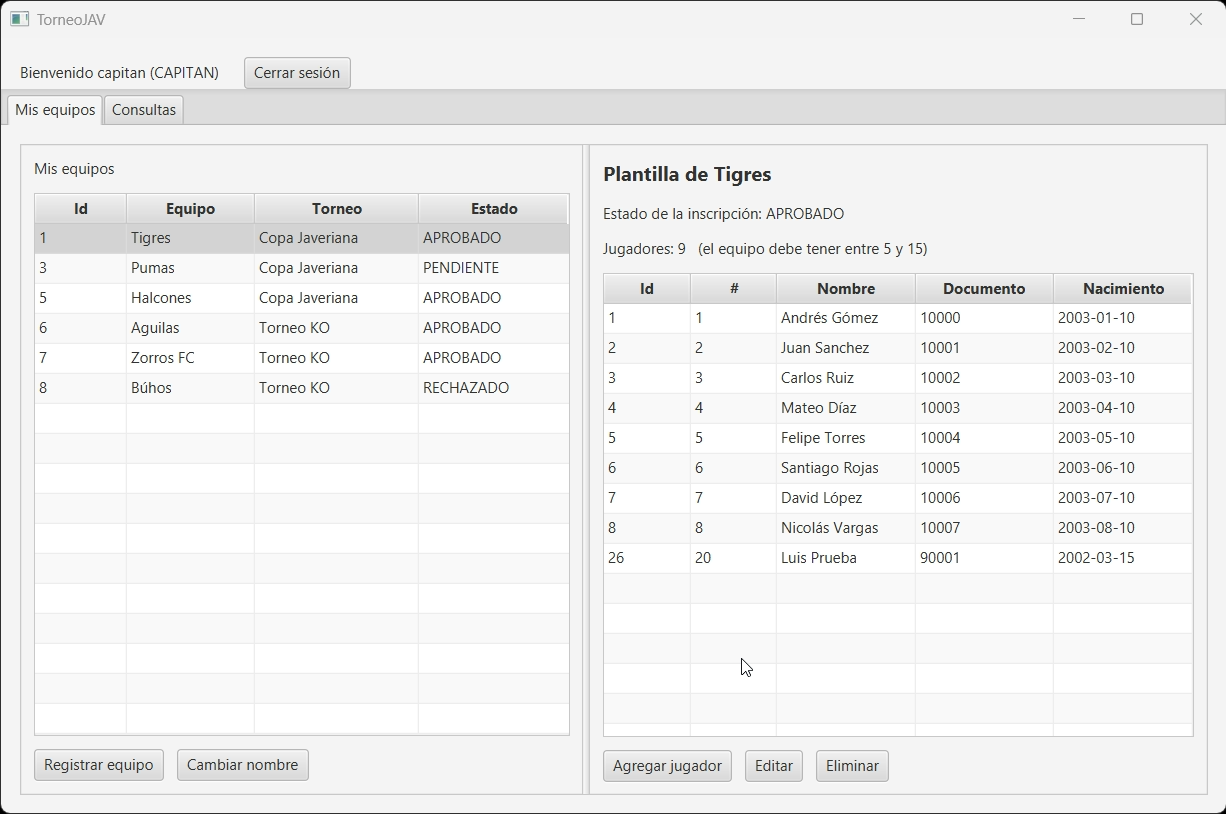 TorneoJAV
Bienvenido capitan (CAPITAN) Cerrar sesión
Mis equipos Consultas
Mis equipos
Id Equipo Torneo Estado
1 Tigres Copa Javeriana APROBADO
3 Pumas Copa Javeriana PENDIENTE
5 Halcones Copa Javeriana APROBADO
6 Aguilas Torneo KO APROBADO
7 Zorros FC Torneo KO APROBADO
8 Búhos Torneo KO RECHAZADO
Registrar equipo Cambiar nombre
Plantilla de Tigres
Estado de la inscripción: APROBADO
Jugadores: 9 (el equipo debe tener entre 5 y 15)
Id # Nombre Documento Nacimiento
1 1 Andrés Gómez 10000 2003-01-10
2 2 Juan Sanchez 10001 2003-02-10
3 3 Carlos Ruiz 10002 2003-03-10
4 4 Mateo Díaz 10003 2003-04-10
5 5 Felipe Torres 10004 2003-05-10
6 6 Santiago Rojas 10005 2003-06-10
7 7 David López 10006 2003-07-10
8 8 Nicolás Vargas 10007 2003-08-10
26 20 Luis Prueba 90001 2002-03-15
Agregar jugador Editar Eliminar